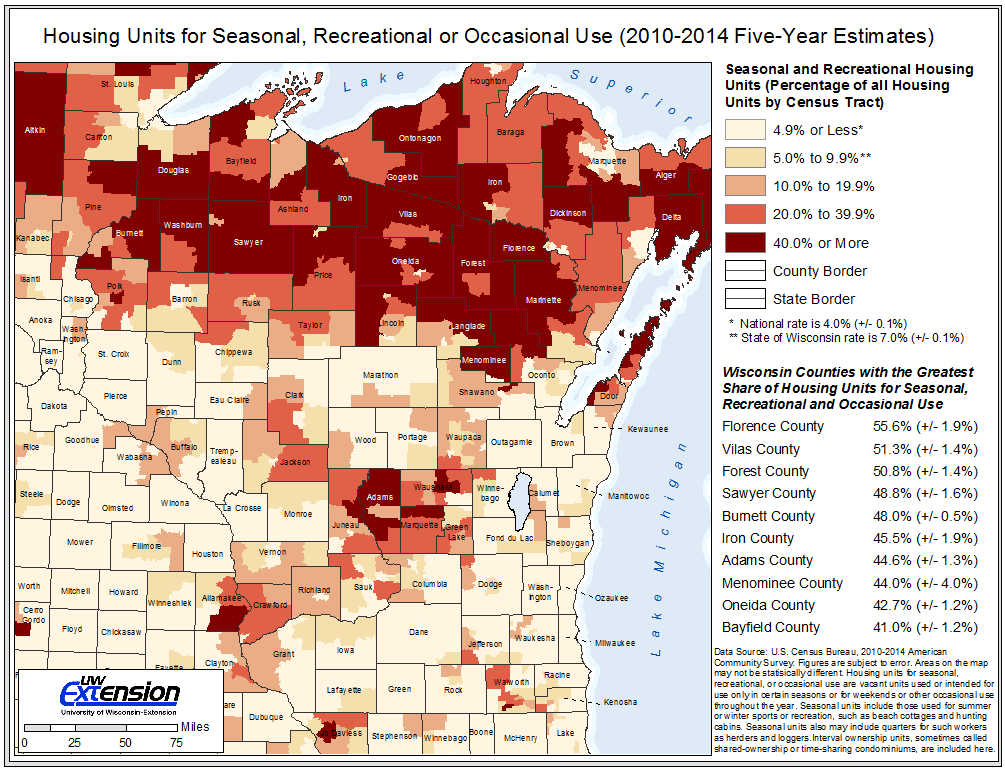 Housing Units for Seasonal, Recreational or Occasional Use (2010-2014 Five-Year Estimates)
Lake Superior
St. Louis
Houghton
Aitkin
Carlton
Ontonagon
Baraga
Marquette
Douglas
Bayfield
Gogebic
Iron
Alger
Pine
Ashland
Iron
Vilas
Dickinson
Delta
Kanabec
Burnett
Washburn
Sawyer
Florence
Oneida
Forest
Isanti
Polk
Barron
Rusk
Price
Marinette
Menominee
Chisago
Anoka
Wash-
ington
Taylor
Lincoln
Langlade
Ram-
sey
St. Croix
Dunn
Chippewa
Marathon
Menominee
Oconto
Dakota
Pierce
Pepin
Eau Claire
Clark
Shawano
Door
Kewaunee
Rice
Goodhue
Wabasha
Buffalo
Tremp-
ealeau
Jackson
Wood
Portage
Waupaca
Outagamie
Brown
Steele
Dodge
Olmsted
Winona
La Crosse
Monroe
Juneau
Adams
Waushara
Marquette
Green
Lake
Winne-
bago
Calumet
Manitowoc
Fond du Lac
Sheboygan
Mower
Fillmore
Houston
Vernon
Richland
Sauk
Columbia
Dodge
Wash-
ington
Ozaukee
Lake Michigan
Worth
Mitchell
Howard
Winneshiek
Allamakee
Crawford
Cerro
Gordo
Floyd
Chickasaw
Fayette
Clayton
Grant
Iowa
Dane
Jefferson
Waukesha
Milwaukee
Lafayette
Green
Rock
Walworth
Racine
Kenosha
Dubuque
Jo Daviess
Stephenson
Winnebago
Boone
McHenry
Lake
UW
Extension
University of Wisconsin-Extension
Miles
0 25 50 75
Seasonal and Recreational Housing
Units (Percentage of all Housing
Units by Census Tract)
4.9% or Less*
5.0% to 9.9%**
10.0% to 19.9%
20.0% to 39.9%
40.0% or More
County Border
State Border
* National rate is 4.0% (+/- 0.1%)
** State of Wisconsin rate is 7.0% (+/- 0.1%)
Wisconsin Counties with the Greatest
Share of Housing Units for Seasonal,
Recreational and Occasional Use
Florence County 55.6% (+/- 1.9%)
Vilas County 51.3% (+/- 1.4%)
Forest County 50.8% (+/- 1.4%)
Sawyer County 48.8% (+/- 1.6%)
Burnett County 48.0% (+/- 0.5%)
Iron County 45.5% (+/- 1.9%)
Adams County 44.6% (+/- 1.3%)
Menominee County 44.0% (+/- 4.0%)
Oneida County 42.7% (+/- 1.2%)
Bayfield County 41.0% (+/- 1.2%)
Data Source: U.S. Census Bureau, 2010-2014 American
Community Survey. Figures are subject to error. Areas on the map
may not be statisically different. Housing units for seasonal,
recreational, or occasional use are vacant units used or intended for
use only in certain seasons or for weekends or other occasional use
throughout the year. Seasonal units include those used for summer
or winter sports or recreation, such as beach cottages and hunting
cabins. Seasonal units also may include quarters for such workers
as herders and loggers. Interval ownership units, sometimes called
shared-ownership or time-sharing condominiums, are included here.